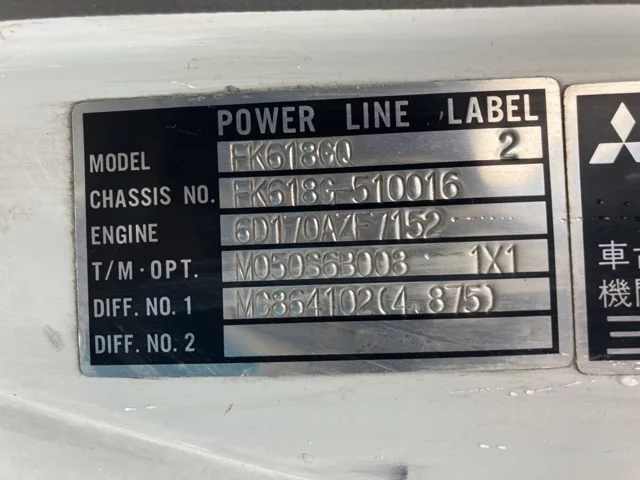 POWER LINE LABEL
MODEL FK618GQ 2
CHASSIS NO. FK618G-510016
ENGINE 6D170AZF7152
T/M·OPT. M050S6B008 1X1
DIFF. NO. 1 MC864102(4.875)
DIFF. NO. 2
車
機関